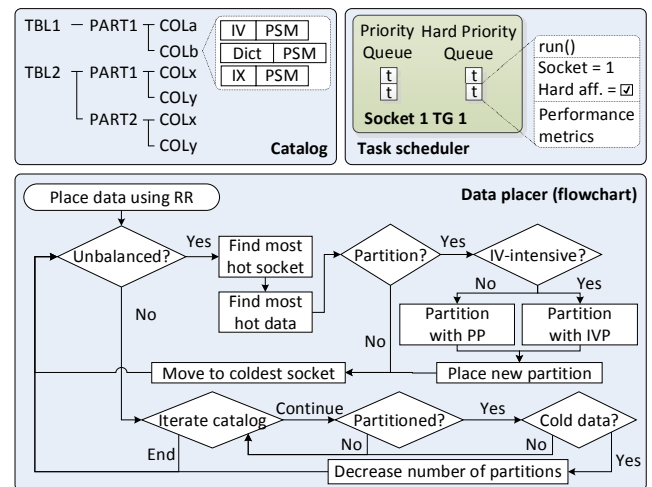 TBL1 PART1 COLa
COLb
TBL2 PART1 COLx
COLy
PART2 COLx
COLy
IV PSM
Dict PSM
IX PSM
Catalog
Priority Queue
Hard Priority Queue
t t
t t
Socket 1 TG 1
run()
Socket = 1
Hard aff. = ☑
Performance
metrics
Task scheduler
Data placer (flowchart)
Place data using RR
Unbalanced?
Yes
Find most
hot socket
Find most
hot data
Partition?
Yes
IV-intensive?
No
Yes
Partition
with PP
Partition
with IVP
No
No
Move to coldest socket
Place new partition
Iterate catalog
Continue
Partitioned?
Yes
Cold data?
End
No
No
Yes
Decrease number of partitions